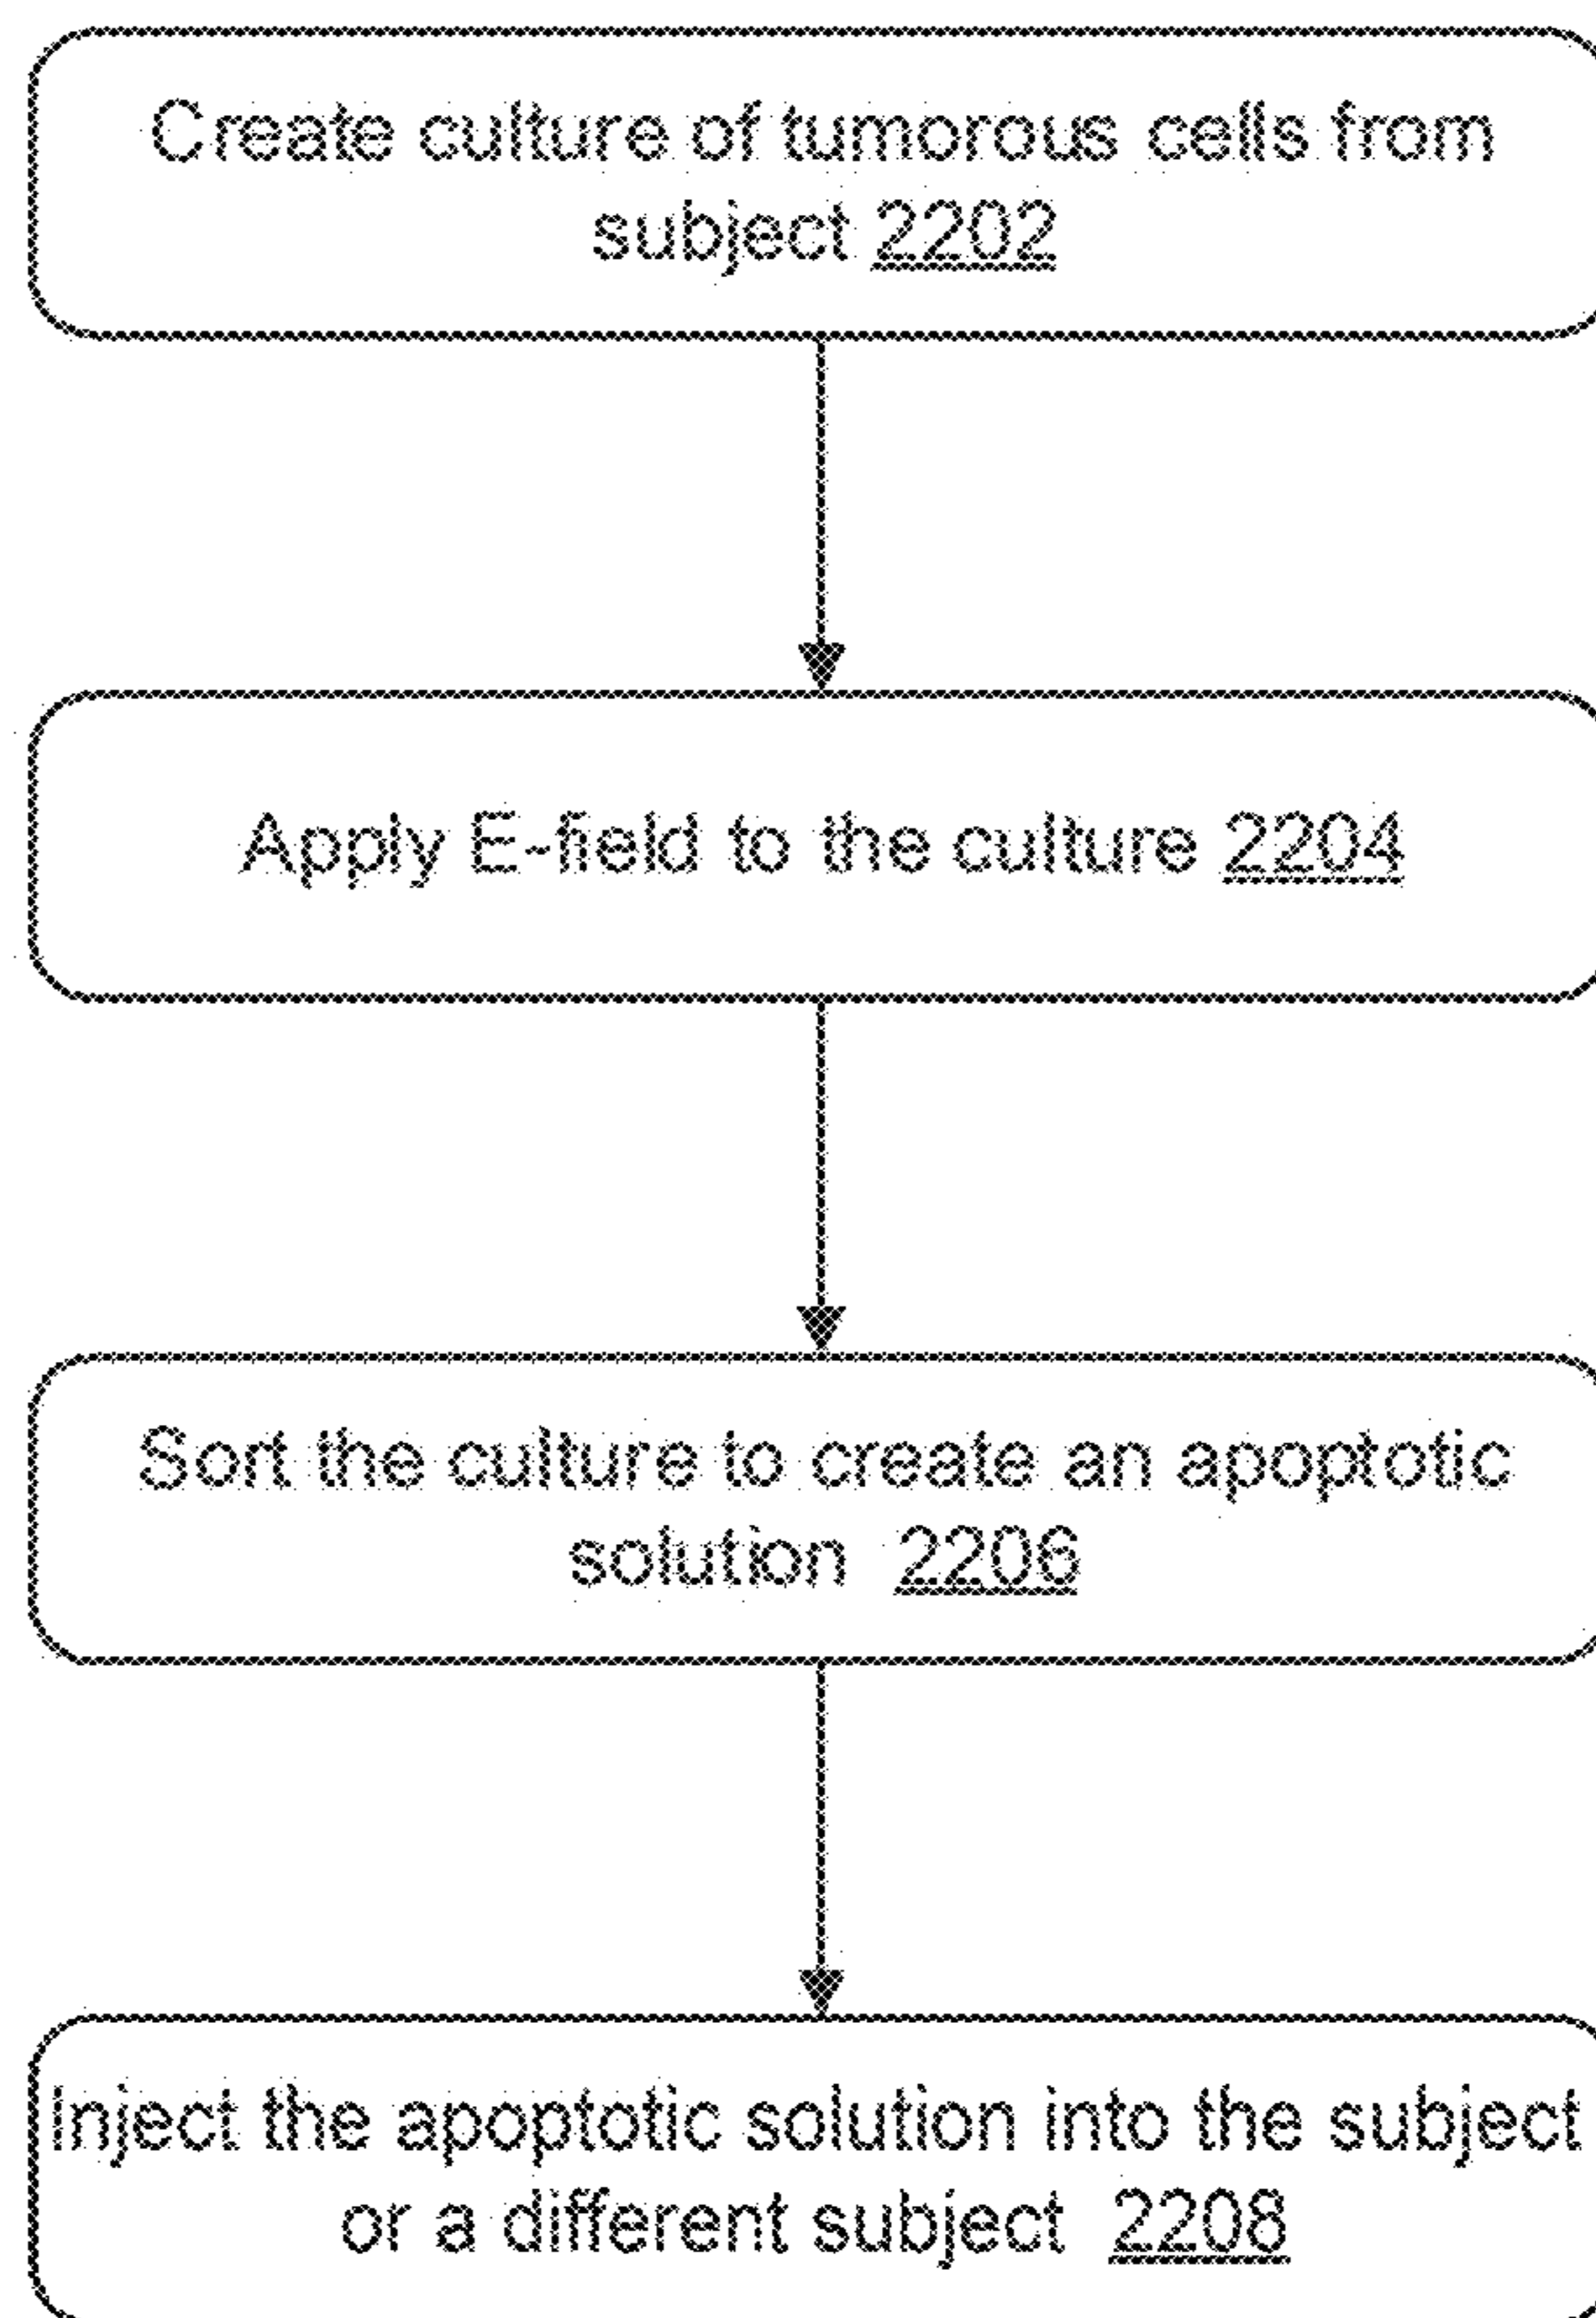 Create culture of tumorous cells from
subject 2202
Apply E-field to the culture 2204
Sort the culture to create an apoptotic
solution 2206
Inject the apoptotic solution into the subject
or a different subject 2208